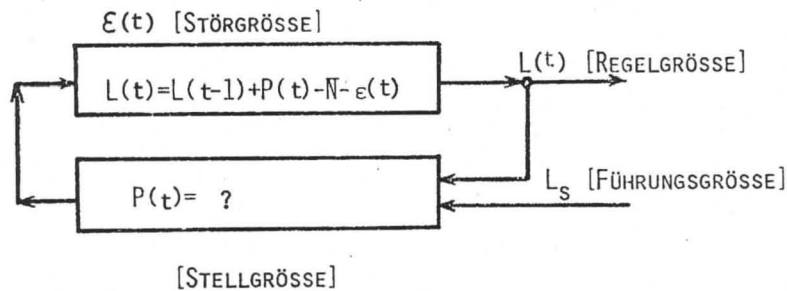 ε(t) [STÖRGRÖSSE]
L(t)=L(t-1)+P(t)-N̄-ε(t)
L(t) [REGELGRÖSSE]
P(t)= ?
L_S [FÜHRUNGSGRÖSSE]
[STELLGRÖSSE]